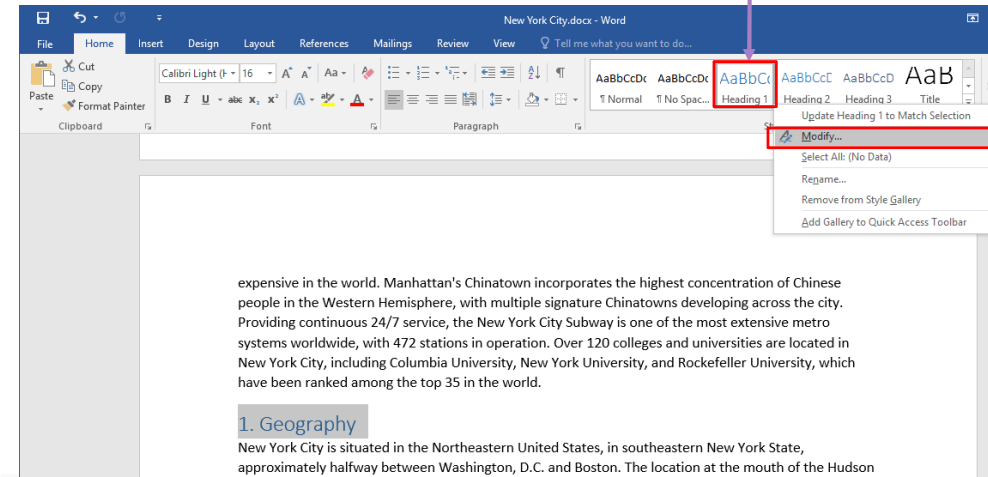 New York City.docx - Word
File Home Insert Design Layout References Mailings Review View Tell me what you want to do...
Cut
Copy
Paste
Format Painter
Clipboard
Calibri Light (H 16 A A Aa
B I U abc x₂ x² A ab A
Font
Paragraph
AaBbCcDc AaBbCcDc AaBbCc AaBbCcE AaBbCcD AaB
¶ Normal ¶ No Spac... Heading 1 Heading 2 Heading 3 Title
Update Heading 1 to Match Selection
Modify...
Select All: (No Data)
Rename...
Remove from Style Gallery
Add Gallery to Quick Access Toolbar
expensive in the world. Manhattan's Chinatown incorporates the highest concentration of Chinese
people in the Western Hemisphere, with multiple signature Chinatowns developing across the city.
Providing continuous 24/7 service, the New York City Subway is one of the most extensive metro
systems worldwide, with 472 stations in operation. Over 120 colleges and universities are located in
New York City, including Columbia University, New York University, and Rockefeller University, which
have been ranked among the top 35 in the world.
1. Geography
New York City is situated in the Northeastern United States, in southeastern New York State,
approximately halfway between Washington, D.C. and Boston. The location at the mouth of the Hudson